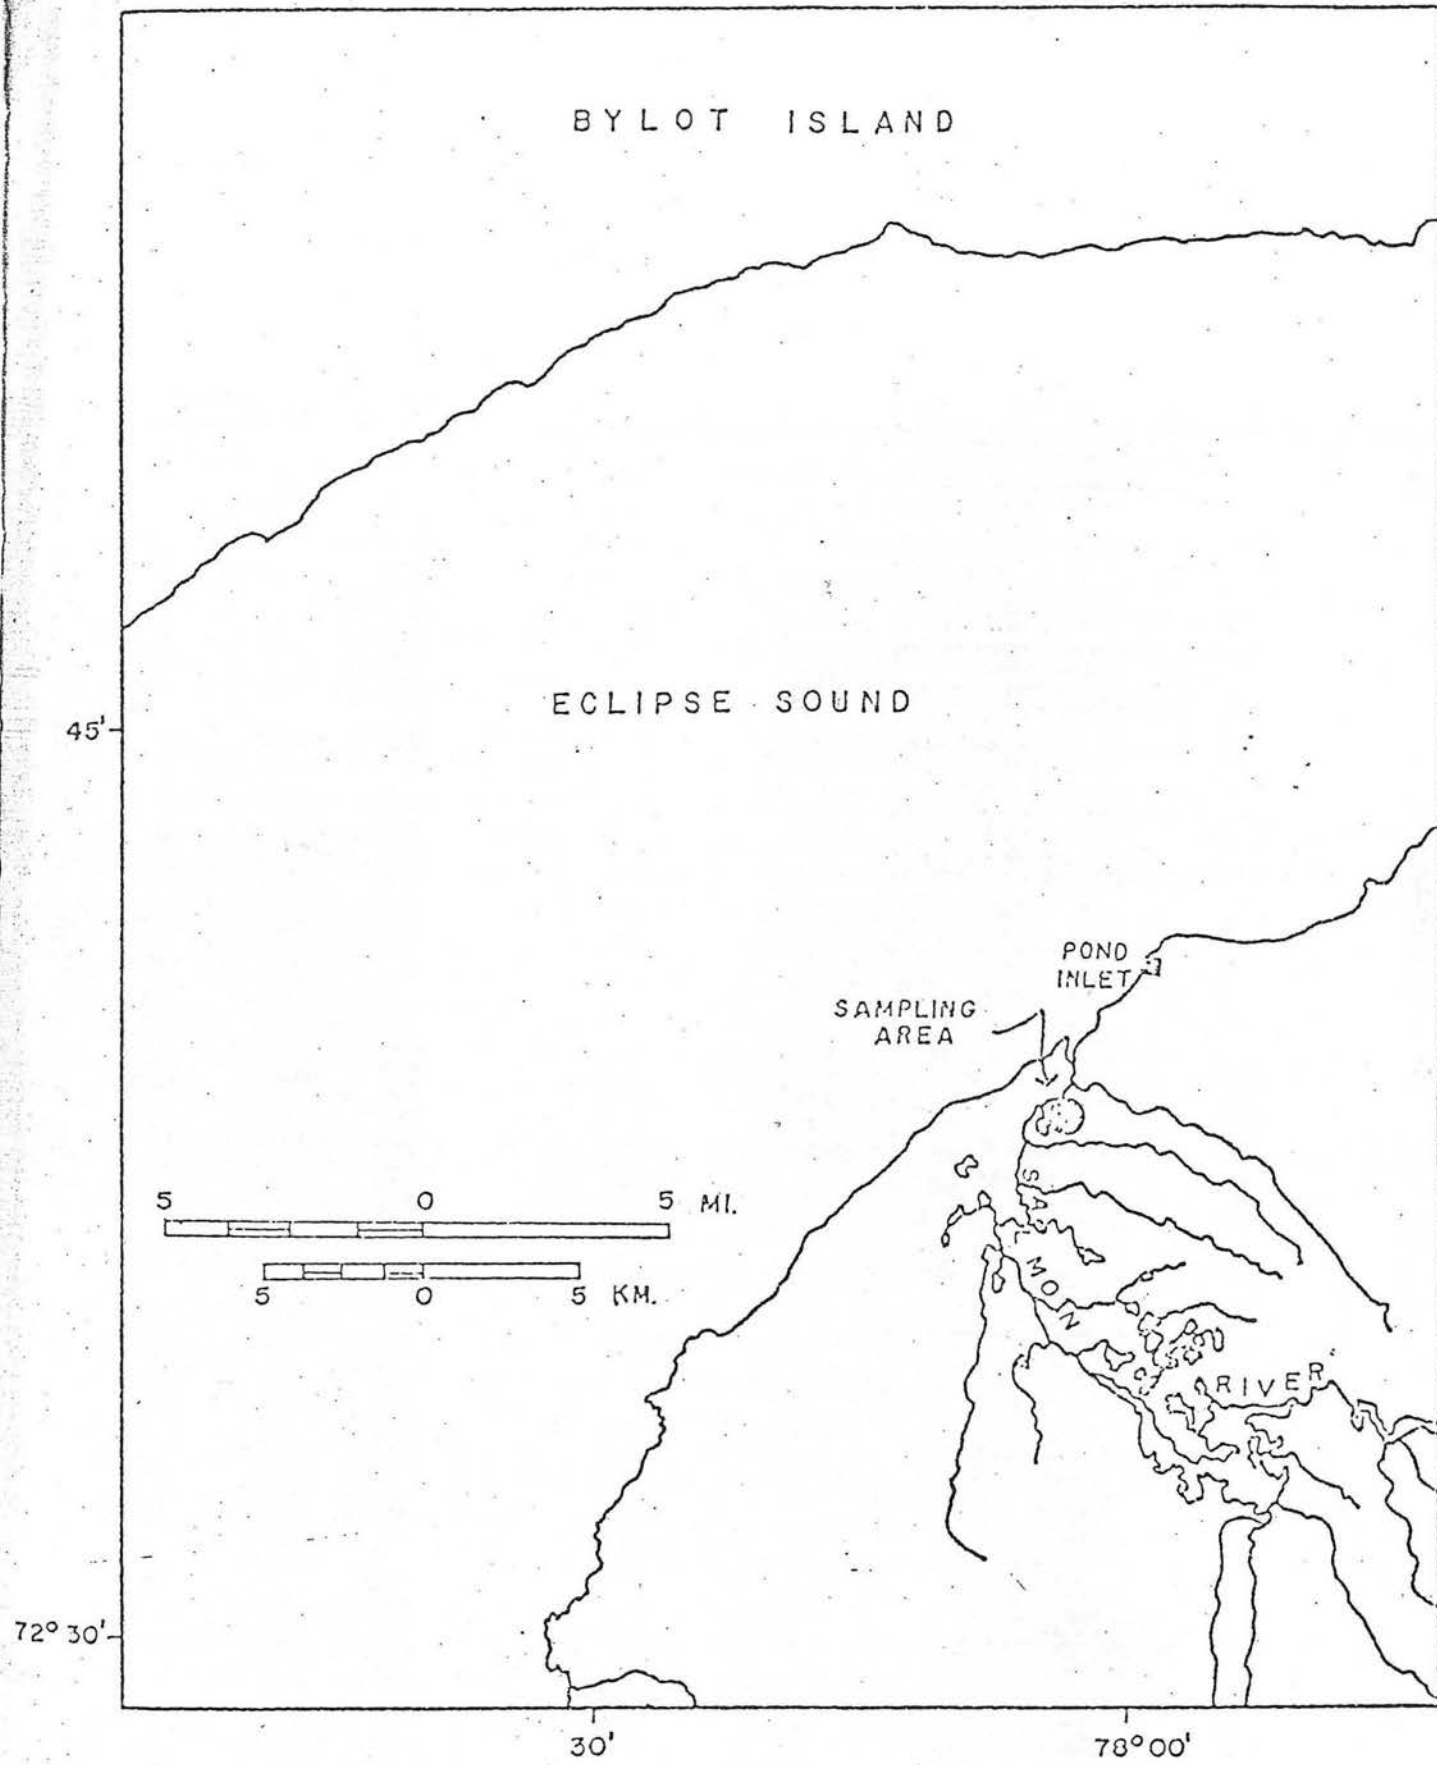 BYLOT ISLAND
ECLIPSE SOUND
45'
POND
INLET
SAMPLING
AREA
5 0 5 MI.
5 0 5 KM.
SALMON RIVER
72° 30'
30' 78° 00'